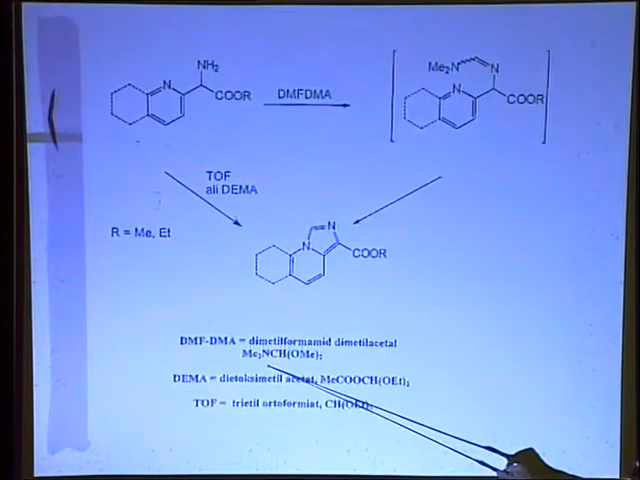 NH₂
N
COOR
DMFDMA
Me₂N
N
N
COOR
TOF
ali DEMA
R = Me, Et
N
N
COOR
DMF-DMA = dimetilformamid dimetilacetal
Me₂NCH(OMe)₂
DEMA = dietoksimetil acetat, MeCOOCH(OEt)₂
TOF = trietil ortoformiat, CH(OEt)₃